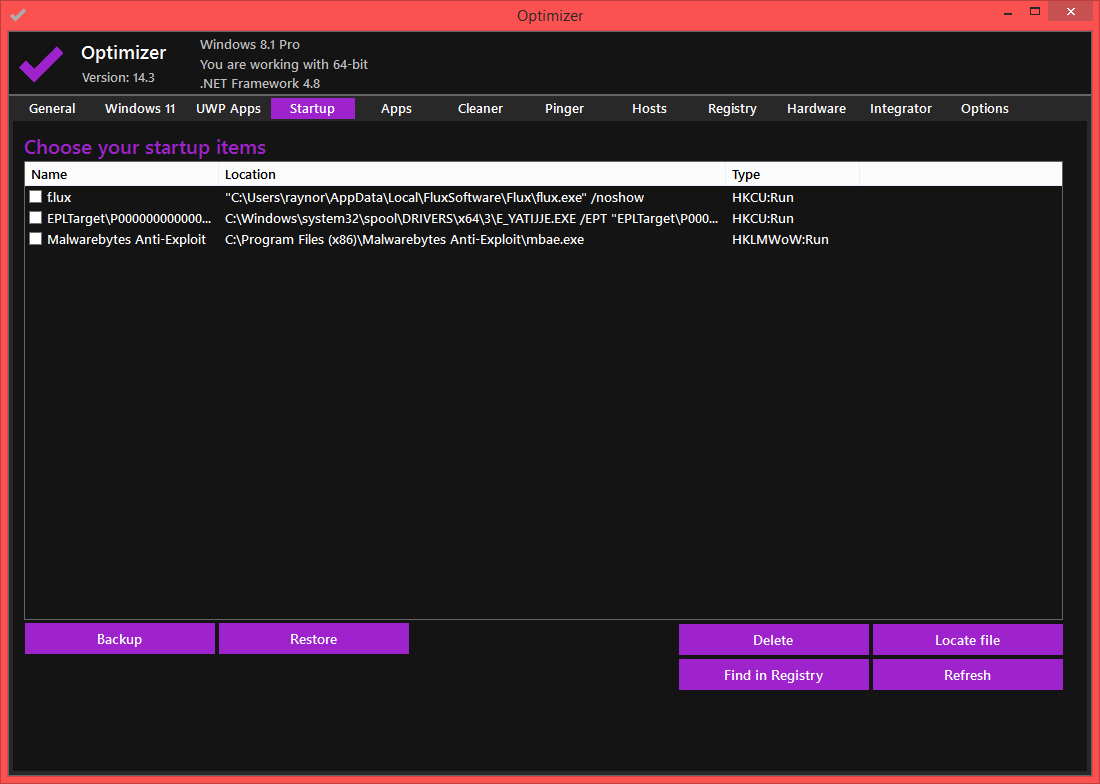 Optimizer
Optimizer
Version: 14.3
Windows 8.1 Pro
You are working with 64-bit
.NET Framework 4.8
General Windows 11 UWP Apps Startup Apps Cleaner Pinger Hosts Registry Hardware Integrator Options
Choose your startup items
Name Location Type
f.lux "C:\Users\raynor\AppData\Local\FluxSoftware\Flux\flux.exe" /noshow HKCU:Run
EPLTarget\P000000000000... C:\Windows\system32\spool\DRIVERS\x64\3\E_YATIJJE.EXE /EPT "EPLTarget\P000... HKCU:Run
Malwarebytes Anti-Exploit C:\Program Files (x86)\Malwarebytes Anti-Exploit\mbae.exe HKLMWoW:Run
Backup Restore Delete Locate file
Find in Registry Refresh